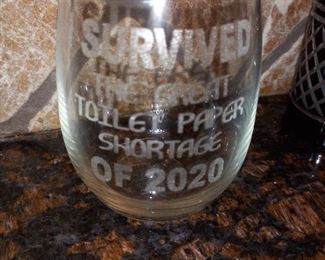 SURVIVED
THE GREAT
TOILET PAPER
SHORTAGE
OF 2020